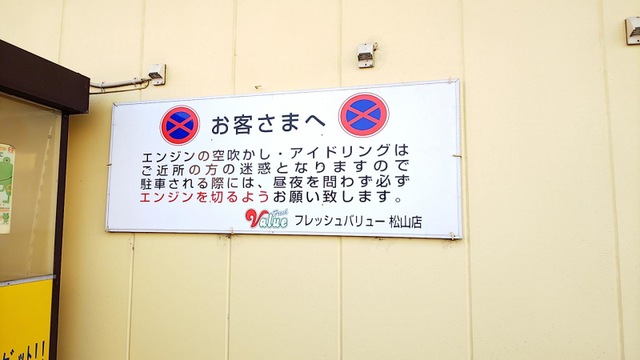 お客さまへ
エンジンの空吹かし・アイドリングは
ご近所の方の迷惑となりますので
駐車される際には、昼夜を問わず必ず
エンジンを切るようお願い致します。
Fresh Value フレッシュバリュー 松山店
ゲット!!